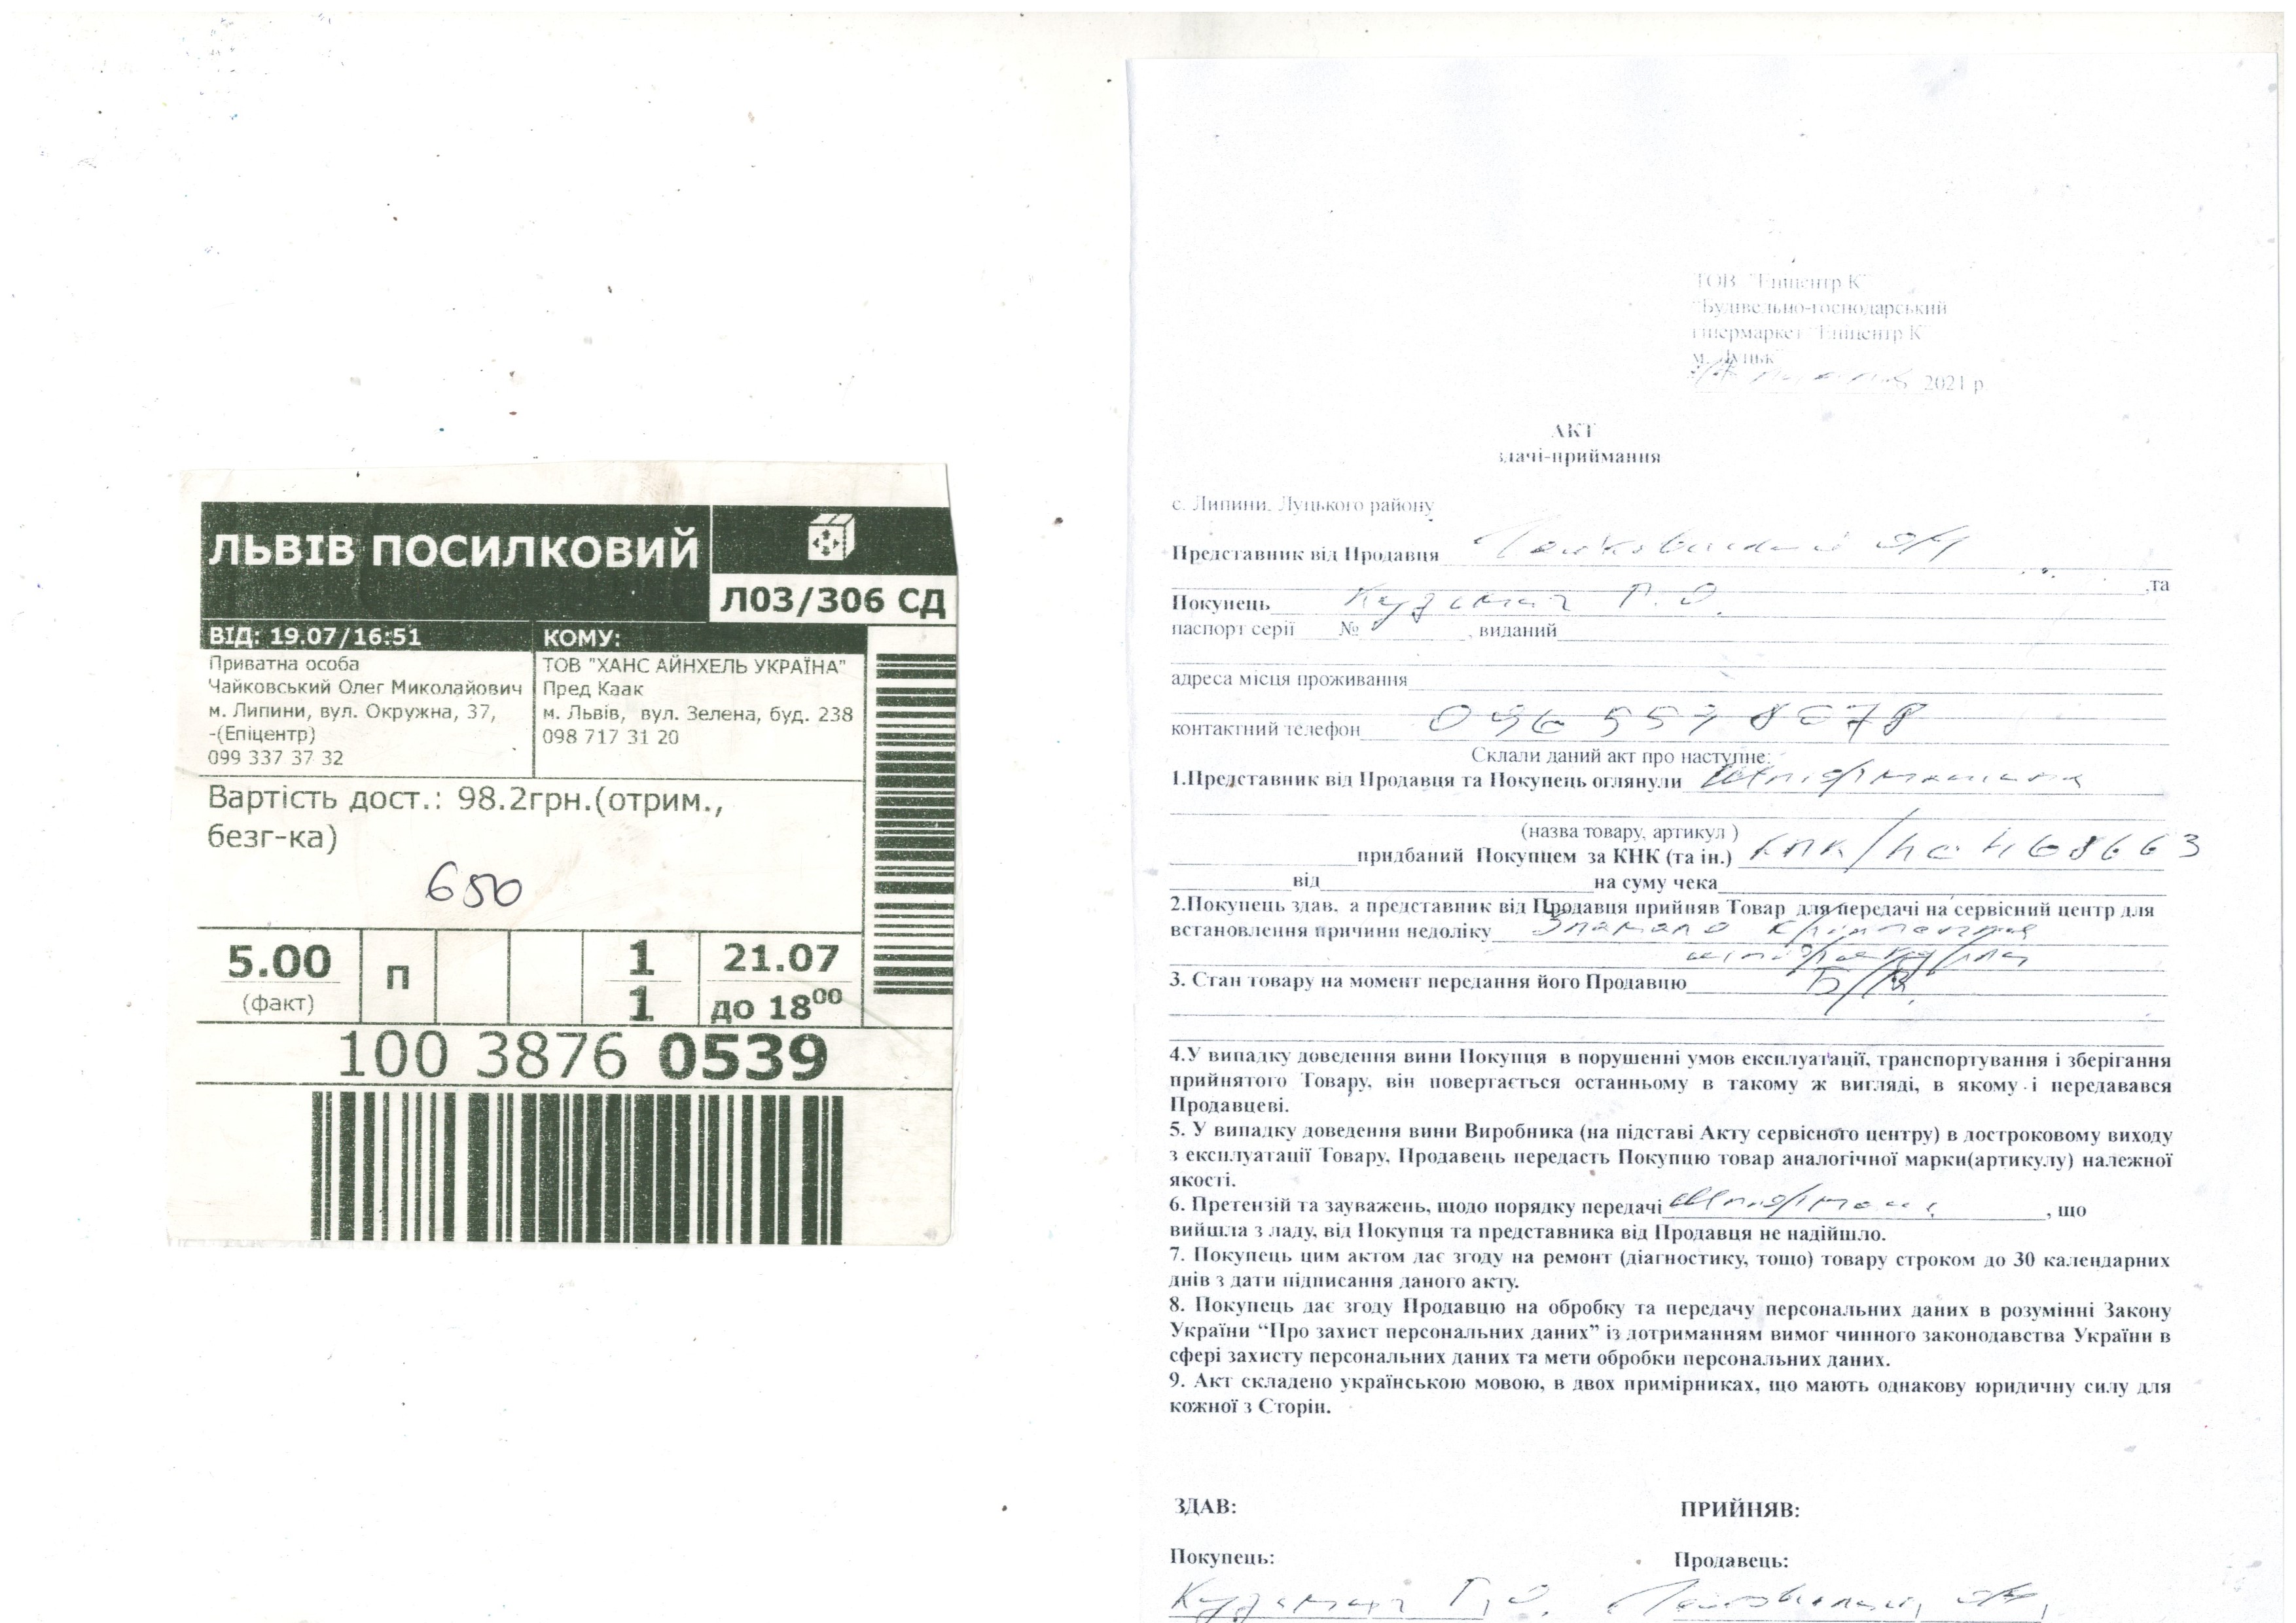 ЛЬВІВ ПОСИЛКОВИЙ
Л03/306 СД
ВІД: 19.07/16:51
Приватна особа
Чайковський Олег Миколайович
м. Липини, вул. Окружна, 37,
-(Епіцентр)
099 337 37 32
КОМУ:
ТОВ "ХАНС АЙНХЕЛЬ УКРАЇНА"
Пред Каак
м. Львів, вул. Зелена, буд. 238
098 717 31 20
Вартість дост.: 98.2грн.(отрим.,
безг-ка)
650
5.00
(факт)
П
1
1
21.07
до 18⁰⁰
100 3876 0539
ТОВ "Епіцентр К"
"Будівельно-господарський
гіпермаркет "Епіцентр К"
м. Луцьк"
2021 р
АКТ
здачі-приймання
с. Липини, Луцького району
Представник від Продавця Чайковський ОМ
,та
Покупець
паспорт серії № , виданий
адреса місця проживання
контактний телефон
Склали даний акт про наступне:
1.Представник від Продавця та Покупець оглянули Шліфмашина
(назва товару, артикул )
придбаний Покупцем за КНК (та ін.)
від на суму чека
2.Покупець здав, а представник від Продавця прийняв Товар для передачі на сервісний центр для
встановлення причини недоліку
3. Стан товару на момент передання його Продавцю Б/В
4.У випадку доведення вини Покупця в порушенні умов експлуатації, транспортування і зберігання
прийнятого Товару, він повертається останньому в такому ж вигляді, в якому і передавався
Продавцеві.
5. У випадку доведення вини Виробника (на підставі Акту сервісного центру) в достроковому виходу
з експлуатації Товару, Продавець передасть Покупцю товар аналогічної марки(артикулу) належної
якості.
6. Претензій та зауважень, щодо порядку передачі , що
вийшла з ладу, від Покупця та представника від Продавця не надійшло.
7. Покупець цим актом дає згоду на ремонт (діагностику, тощо) товару строком до 30 календарних
днів з дати підписання даного акту.
8. Покупець дає згоду Продавцю на обробку та передачу персональних даних в розумінні Закону
України “Про захист персональних даних” із дотриманням вимог чинного законодавства України в
сфері захисту персональних даних та мети обробки персональних даних.
9. Акт складено українською мовою, в двох примірниках, що мають однакову юридичну силу для
кожної з Сторін.
ЗДАВ:
ПРИЙНЯВ:
Покупець:
Продавець: